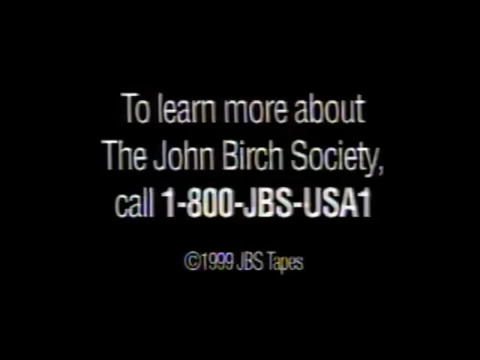 To learn more about
The John Birch Society,
call 1-800-JBS-USA1
©1999 JBS Tapes